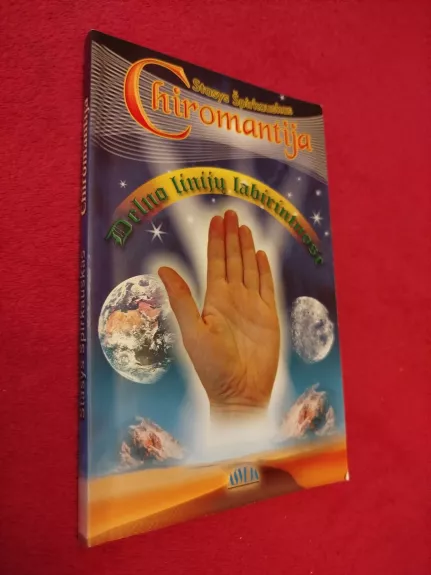 Stasys Špirkauskas
Chiromantija
Delno linijų labirintuose
Stasys Špirkauskas Chiromantija